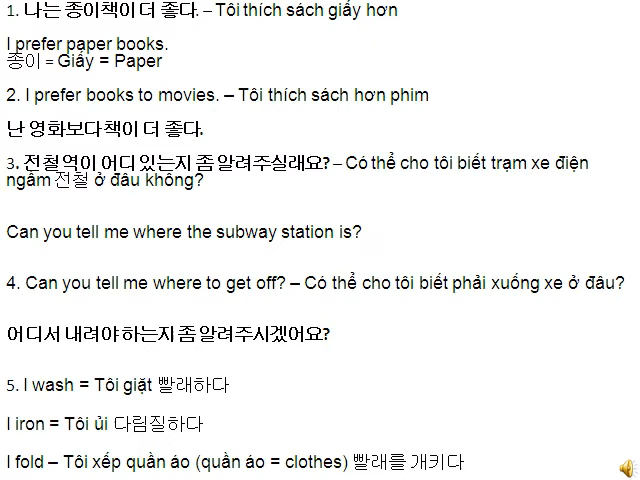 1. 나는 종이책이 더 좋다. – Tôi thích sách giấy hơn
I prefer paper books.
종이 = Giấy = Paper
2. I prefer books to movies. – Tôi thích sách hơn phim
난 영화보다책이 더 좋다.
3. 전철역이 어디 있는지 좀 알려주실래요? – Có thể cho tôi biết trạm xe điện
ngầm 전철 ở đâu không?
Can you tell me where the subway station is?
4. Can you tell me where to get off? – Có thể cho tôi biết phải xuống xe ở đâu?
어디서 내려야 하는지 좀 알려주시겠어요?
5. I wash = Tôi giặt 빨래하다
I iron = Tôi ủi 다림질하다
I fold – Tôi xếp quần áo (quần áo = clothes) 빨래를 개키다